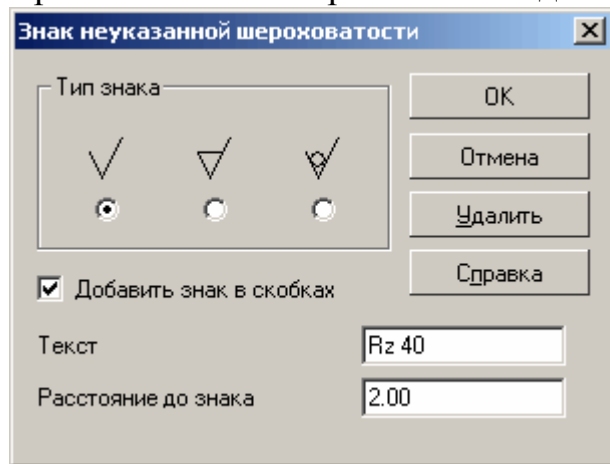 Знак неуказанной шероховатости
Тип знака
OK
Отмена
Удалить
Справка
Добавить знак в скобках
Текст
Rz 40
Расстояние до знака
2.00